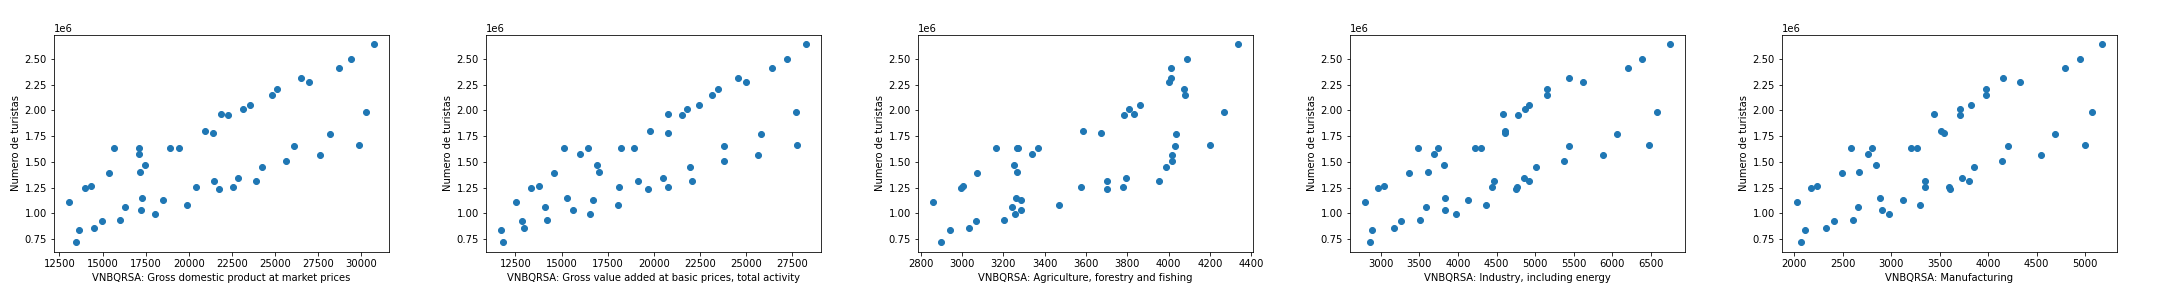 1e6
2.50
2.25
2.00
1.75
1.50
1.25
1.00
0.75
Numero de turistas
12500 15000 17500 20000 22500 25000 27500 30000
VNBQRSA: Gross domestic product at market prices
1e6
2.50
2.25
2.00
1.75
1.50
1.25
1.00
0.75
Numero de turistas
12500 15000 17500 20000 22500 25000 27500
VNBQRSA: Gross value added at basic prices, total activity
1e6
2.50
2.25
2.00
1.75
1.50
1.25
1.00
0.75
Numero de turistas
2800 3000 3200 3400 3600 3800 4000 4200 4400
VNBQRSA: Agriculture, forestry and fishing
1e6
2.50
2.25
2.00
1.75
1.50
1.25
1.00
0.75
Numero de turistas
3000 3500 4000 4500 5000 5500 6000 6500
VNBQRSA: Industry, including energy
1e6
2.50
2.25
2.00
1.75
1.50
1.25
1.00
0.75
Numero de turistas
2000 2500 3000 3500 4000 4500 5000
VNBQRSA: Manufacturing